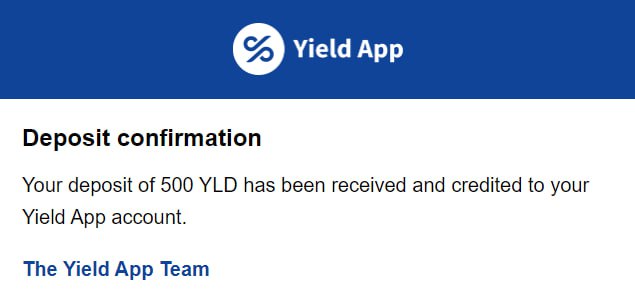 Yield App
Deposit confirmation
Your deposit of 500 YLD has been received and credited to your
Yield App account.
The Yield App Team